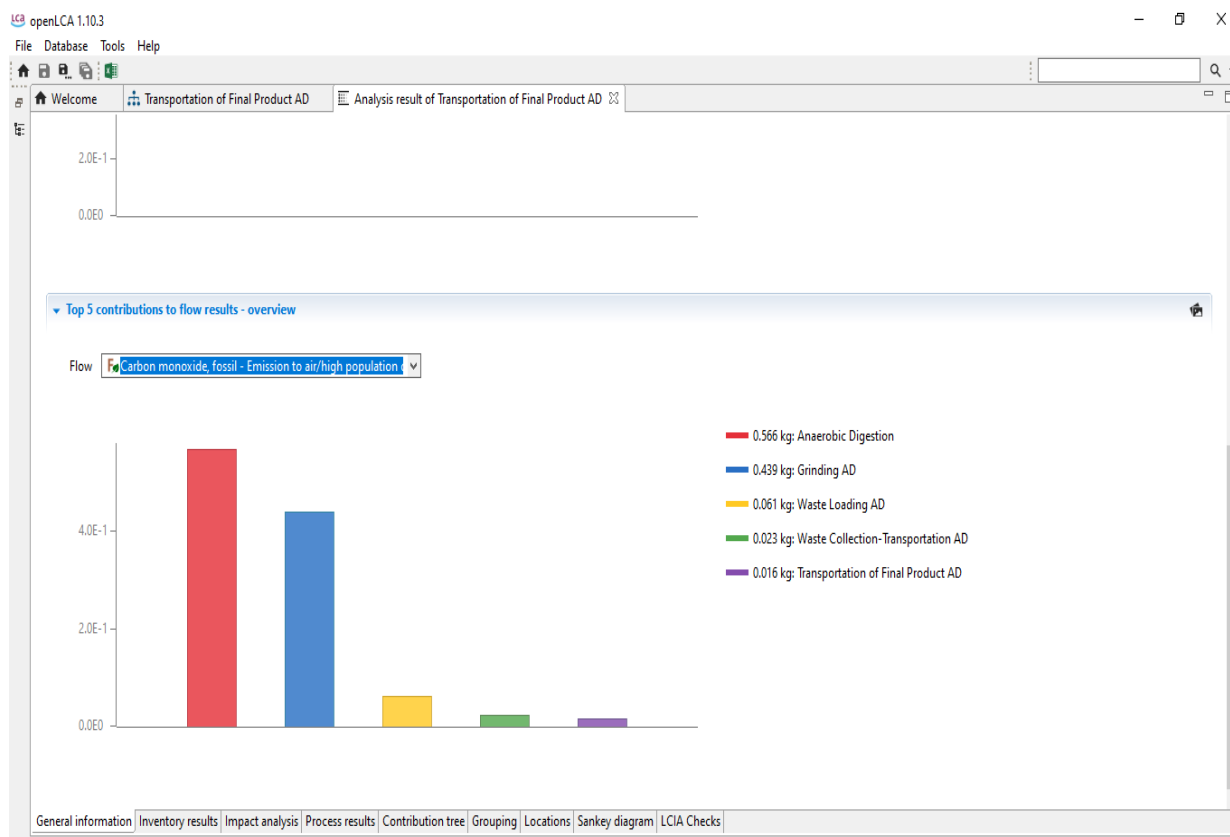 LCA openLCA 1.10.3
File Database Tools Help
Welcome Transportation of Final Product AD Analysis result of Transportation of Final Product AD
2.0E-1
0.0E0
Top 5 contributions to flow results - overview
Flow Carbon monoxide, fossil - Emission to air/high population
0.566 kg: Anaerobic Digestion
0.439 kg: Grinding AD
0.061 kg: Waste Loading AD
0.023 kg: Waste Collection-Transportation AD
0.016 kg: Transportation of Final Product AD
4.0E-1
2.0E-1
0.0E0
General information Inventory results Impact analysis Process results Contribution tree Grouping Locations Sankey diagram LCIA Checks